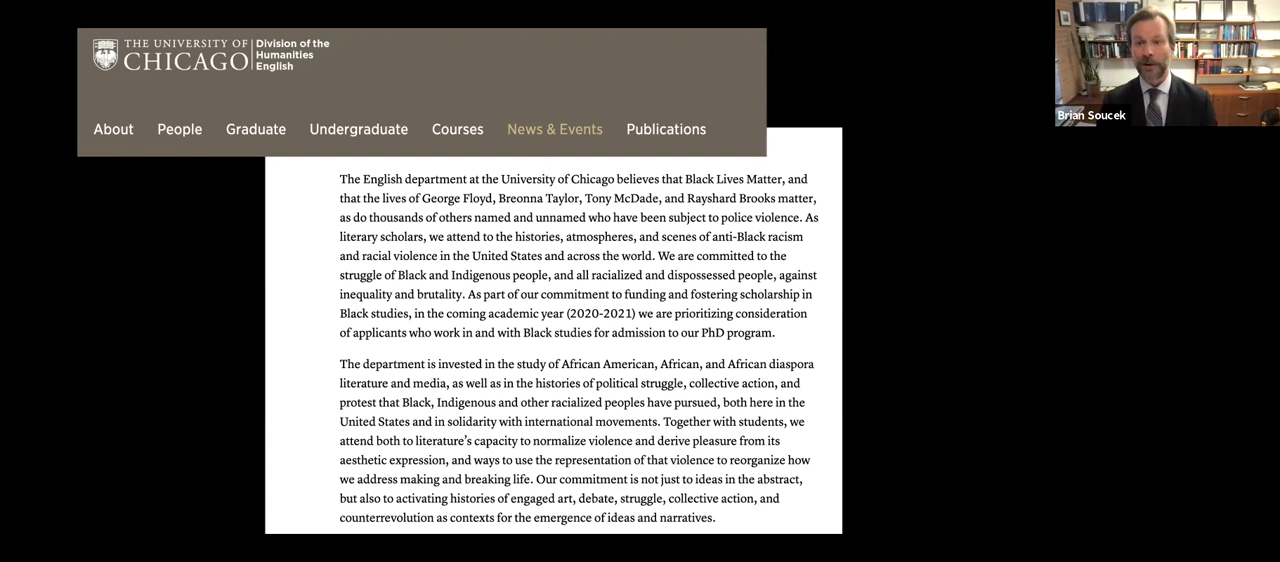 THE UNIVERSITY OF
CHICAGO
Division of the
Humanities
English
About People Graduate Undergraduate Courses News & Events Publications
Brian Soucek
The English department at the University of Chicago believes that Black Lives Matter, and
that the lives of George Floyd, Breonna Taylor, Tony McDade, and Rayshard Brooks matter,
as do thousands of others named and unnamed who have been subject to police violence. As
literary scholars, we attend to the histories, atmospheres, and scenes of anti-Black racism
and racial violence in the United States and across the world. We are committed to the
struggle of Black and Indigenous people, and all racialized and dispossessed people, against
inequality and brutality. As part of our commitment to funding and fostering scholarship in
Black studies, in the coming academic year (2020-2021) we are prioritizing consideration
of applicants who work in and with Black studies for admission to our PhD program.
The department is invested in the study of African American, African, and African diaspora
literature and media, as well as in the histories of political struggle, collective action, and
protest that Black, Indigenous and other racialized peoples have pursued, both here in the
United States and in solidarity with international movements. Together with students, we
attend both to literature's capacity to normalize violence and derive pleasure from its
aesthetic expression, and ways to use the representation of that violence to reorganize how
we address making and breaking life. Our commitment is not just to ideas in the abstract,
but also to activating histories of engaged art, debate, struggle, collective action, and
counterrevolution as contexts for the emergence of ideas and narratives.